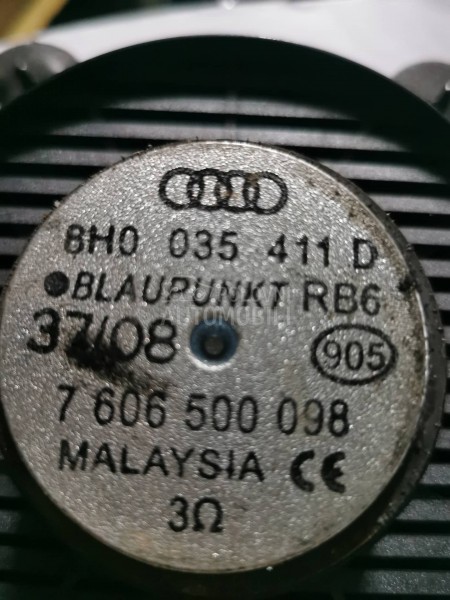 8H0 035 411 D
BLAUPUNKT RB6
37/08
905
7 606 500 098
MALAYSIA CE
3Ω